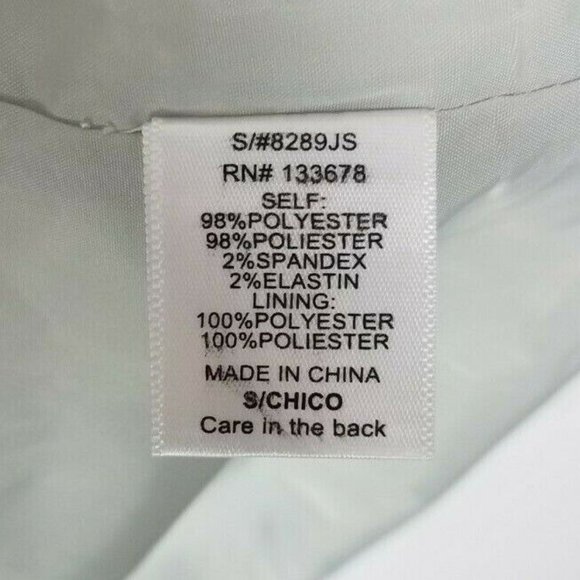 S/#8289JS
RN# 133678
SELF:
98%POLYESTER
98%POLIESTER
2%SPANDEX
2%ELASTIN
LINING:
100%POLYESTER
100%POLIESTER
MADE IN CHINA
S/CHICO
Care in the back